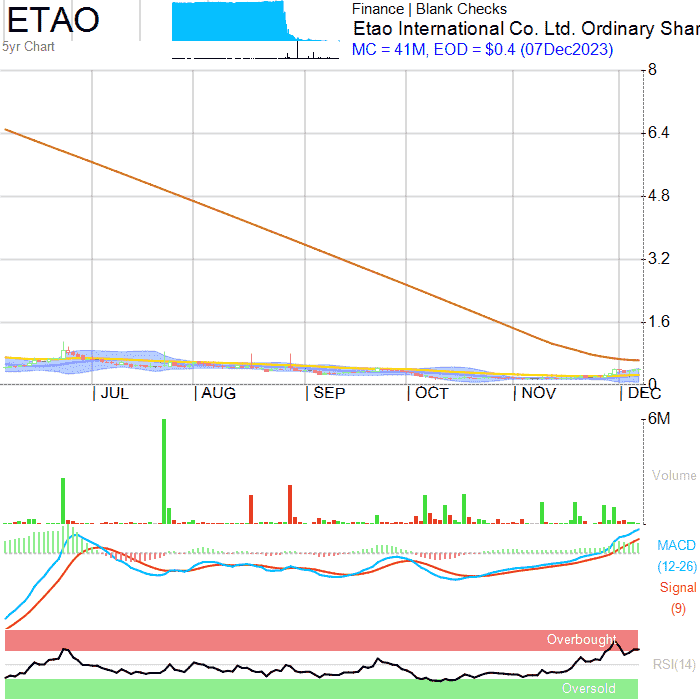 ETAO
5yr Chart
Finance | Blank Checks
Etao International Co. Ltd. Ordinary Shar
MC = 41M, EOD = $0.4 (07Dec2023)
8
6.4
4.8
3.2
1.6
0
JUL AUG SEP OCT NOV DEC
6M
Volume
MACD
(12-26)
Signal
(9)
Overbought
RSI(14)
Oversold